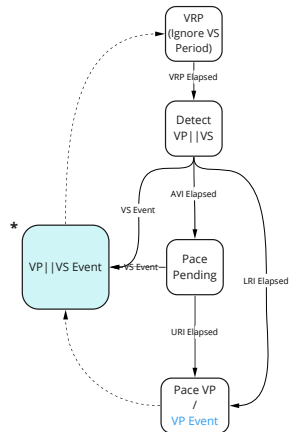 VRP
(Ignore VS
Period)
VRP Elapsed
Detect
VP||VS
AVI Elapsed
VS Event
*
VP||VS Event
VS Event
Pace
Pending
LRI Elapsed
URI Elapsed
Pace VP
/
VP Event